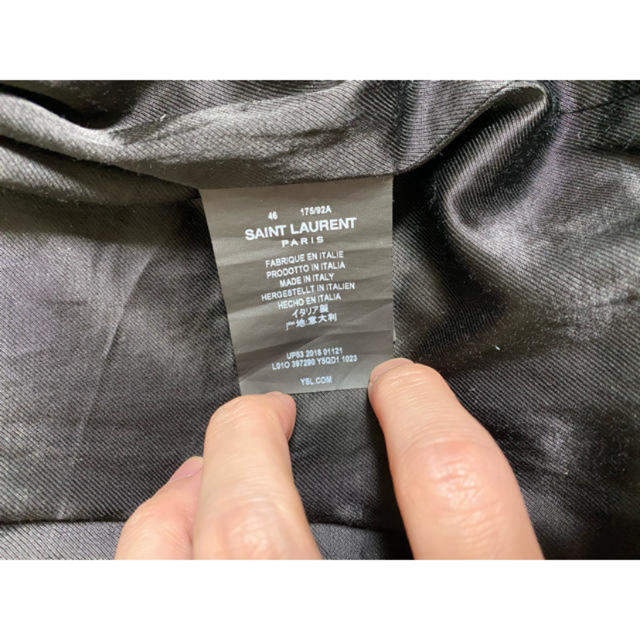 46 175/92A
SAINT LAURENT
PARIS
FABRIQUE EN ITALIE
PRODOTTO IN ITALIA
MADE IN ITALY
HERGESTELLT IN ITALIEN
HECHO EN ITALIA
イタリア製
产地:意大利
UP53 2016 01121
L01O 397290 Y5QD1 1023
YSL.COM